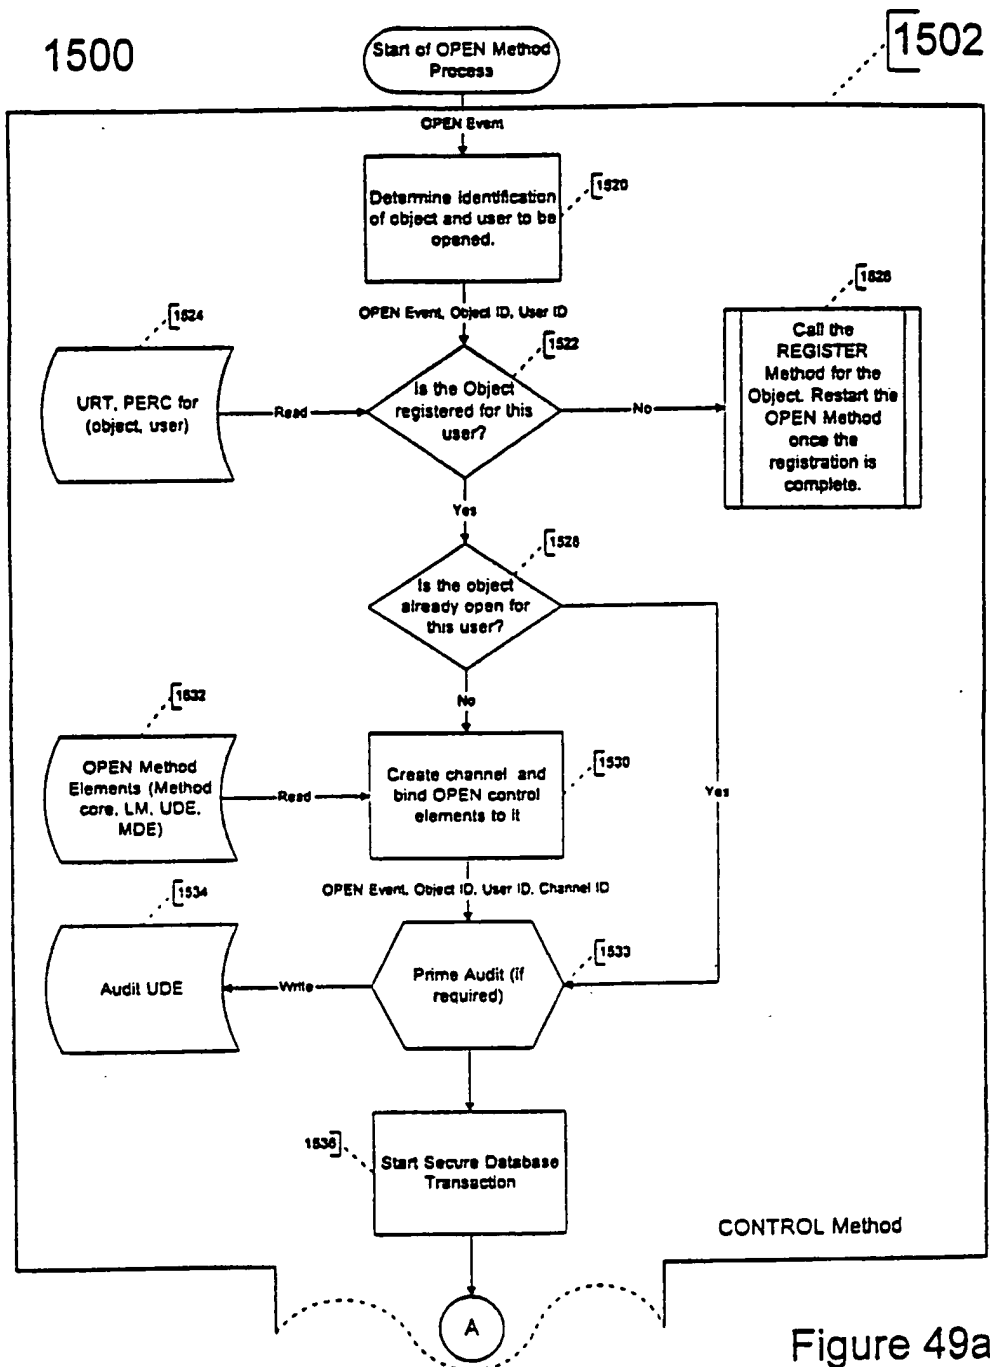 1500
1502
Start of OPEN Method
Process
OPEN Event
Determine identification
of object and user to be
opened.
1520
OPEN Event, Object ID, User ID
1524
1522
1526
URT, PERC for
(object, user)
Read
Is the Object
registered for this
user?
No
Call the
REGISTER
Method for the
Object. Restart the
OPEN Method
once the
registration is
complete.
Yes
1528
Is the object
already open for
this user?
No
Yes
1532
OPEN Method
Elements (Method
core, LM, UDE,
MDE)
Read
Create channel and
bind OPEN control
elements to it
1530
OPEN Event, Object ID, User ID, Channel ID
1534
Audit UDE
Write
Prime Audit (if
required)
1533
1536
Start Secure Database
Transaction
CONTROL Method
A
Figure 49a